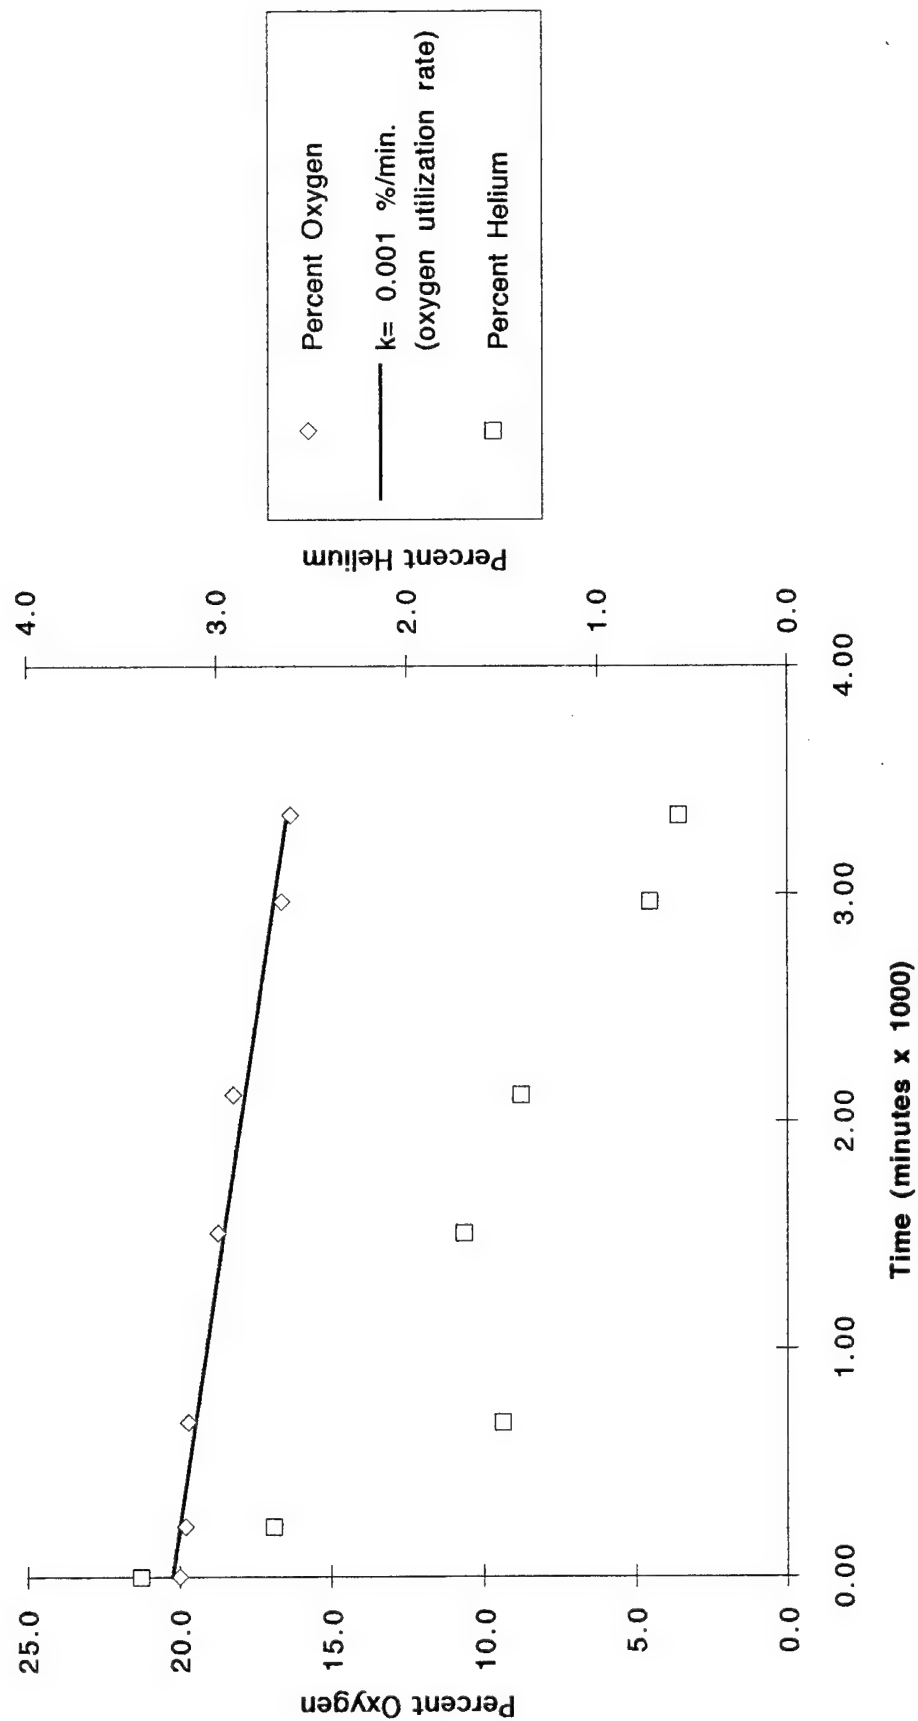 Percent Oxygen
25.0
20.0
15.0
10.0
5.0
0.0
0.00
1.00
2.00
3.00
4.00
Time (minutes x 1000)
4.0
3.0
2.0
1.0
0.0
Percent Helium
Percent Oxygen
k= 0.001 %/min.
(oxygen utilization rate)
Percent Helium